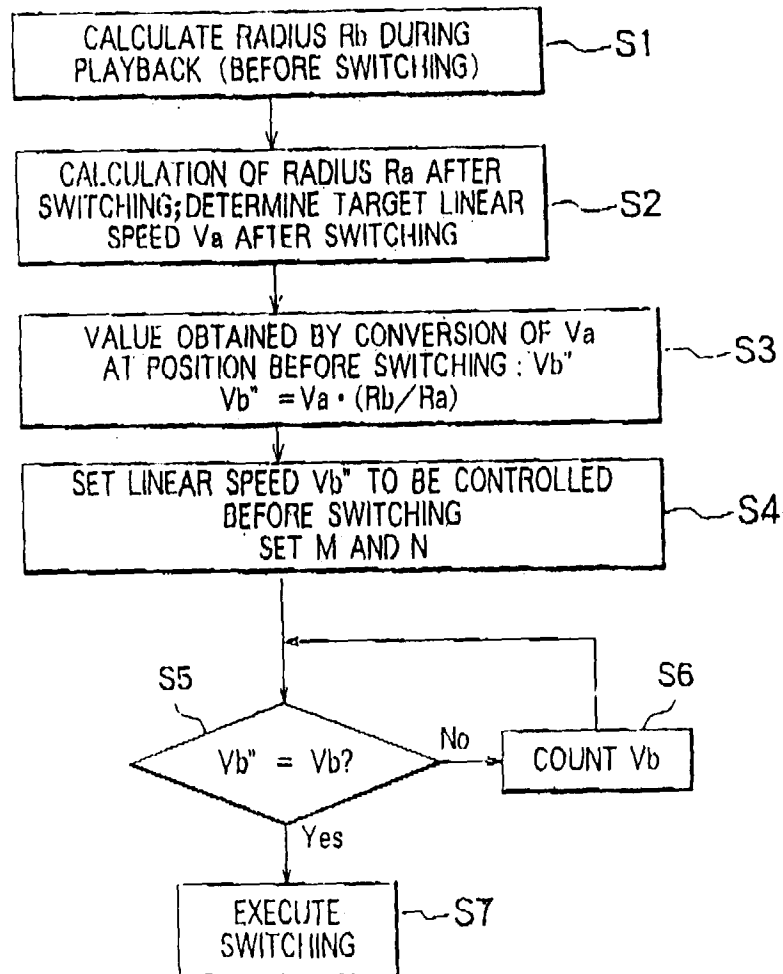 CALCULATE RADIUS Rb DURING
PLAYBACK (BEFORE SWITCHING)
S1
CALCULATION OF RADIUS Ra AFTER
SWITCHING;DETERMINE TARGET LINEAR
SPEED Va AFTER SWITCHING
S2
VALUE OBTAINED BY CONVERSION OF Va
AT POSITION BEFORE SWITCHING : Vb"
Vb" = Va · (Rb/Ra)
S3
SET LINEAR SPEED Vb" TO BE CONTROLLED
BEFORE SWITCHING
SET M AND N
S4
S5
Vb" = Vb?
No
S6
COUNT Vb
Yes
EXECUTE
SWITCHING
S7